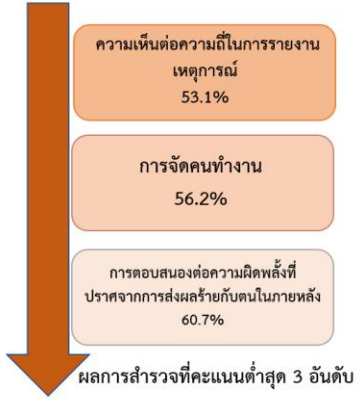 ความเห็นต่อความถี่ในการรายงาน
เหตุการณ์
53.1%
การจัดคนทำงาน
56.2%
การตอบสนองต่อความผิดพลั้งที่
ปราศจากการส่งผลร้ายกับตนในภายหลัง
60.7%
ผลการสำรวจที่คะแนนต่ำสุด 3 อันดับ